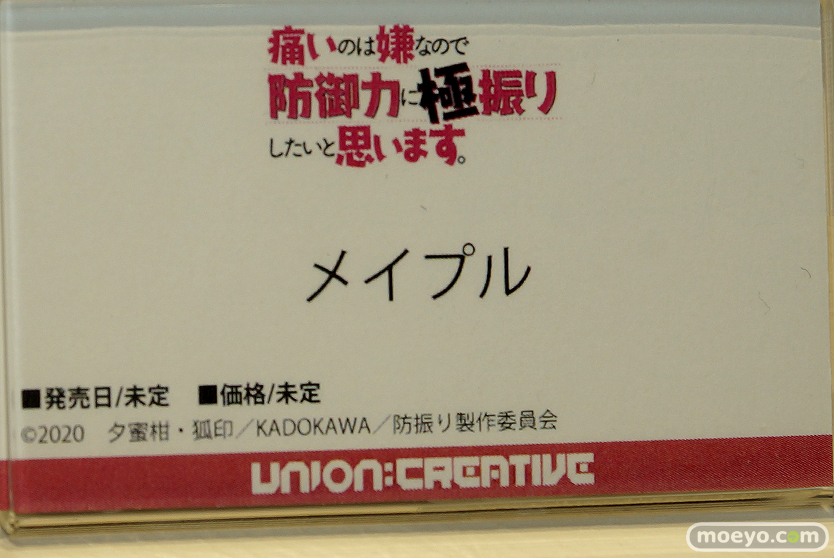 痛いのは嫌なので
防御力に極振り
したいと思います。
メイプル
■発売日/未定 ■価格/未定
©2020 夕蜜柑・狐印／KADOKAWA／防振り製作委員会
UNION:CREATIVE
moeyo.com